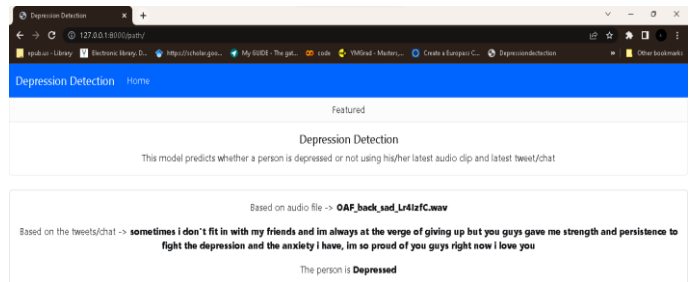 Depression Detection
127.0.0.1:8000/path/
epub.us - Library
Electronic library. D...
https://scholar.goo...
My GUIDE - The gat...
code
YMGrad - Masters,...
Create a Europass C...
Depressiondectection
Other bookmarks
Depression Detection Home
Featured
Depression Detection
This model predicts whether a person is depressed or not using his/her latest audio clip and latest tweet/chat
Based on audio file -> OAF_back_sad_Lr4IzfC.wav
Based on the tweets/chat -> sometimes i don't fit in with my friends and im always at the verge of giving up but you guys gave me strength and persistence to
fight the depression and the anxiety i have, im so proud of you guys right now i love you
The person is Depressed